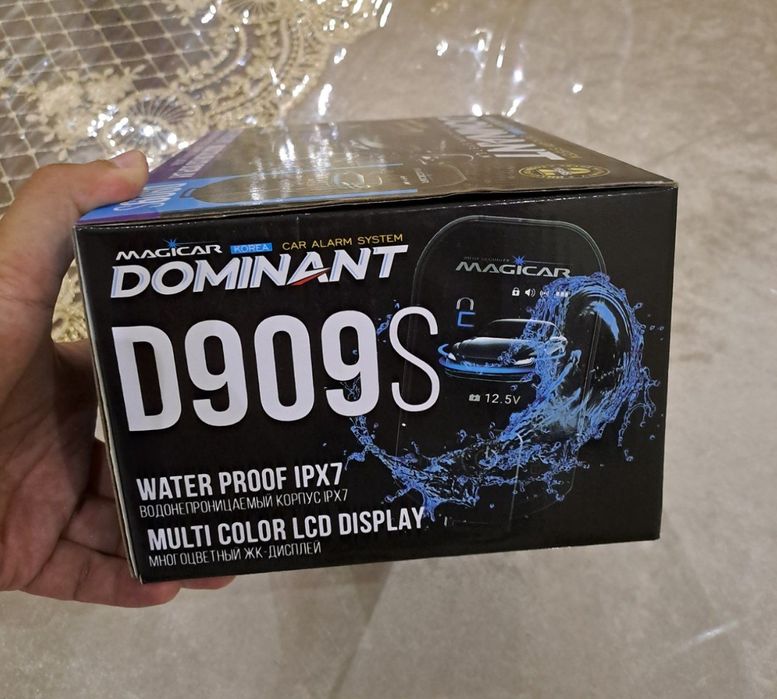 DOMINANT
MAGICAR KOREA CAR ALARM SYSTEM
DOMINANT
D909S
WATER PROOF IPX7
ВОДОНЕПРОНИЦАЕМЫЙ КОРПУС IPX7
MULTI COLOR LCD DISPLAY
МНОГОЦВЕТНЫЙ ЖК-ДИСПЛЕЙ
MAGICAR
12.5V